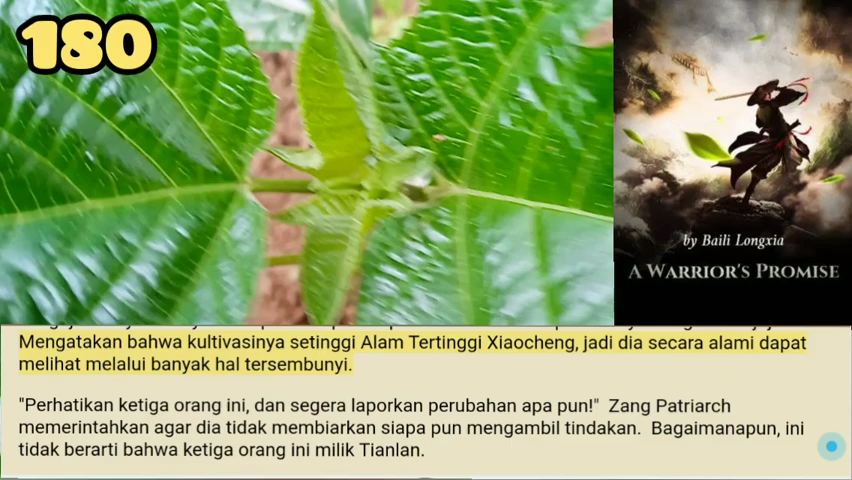 180
by Baili Longxia
A WARRIOR'S PROMISE
Mengatakan bahwa kultivasinya setinggi Alam Tertinggi Xiaocheng, jadi dia secara alami dapat
melihat melalui banyak hal tersembunyi.
"Perhatikan ketiga orang ini, dan segera laporkan perubahan apa pun!"  Zang Patriarch
memerintahkan agar dia tidak membiarkan siapa pun mengambil tindakan.  Bagaimanapun, ini
tidak berarti bahwa ketiga orang ini milik Tianlan.